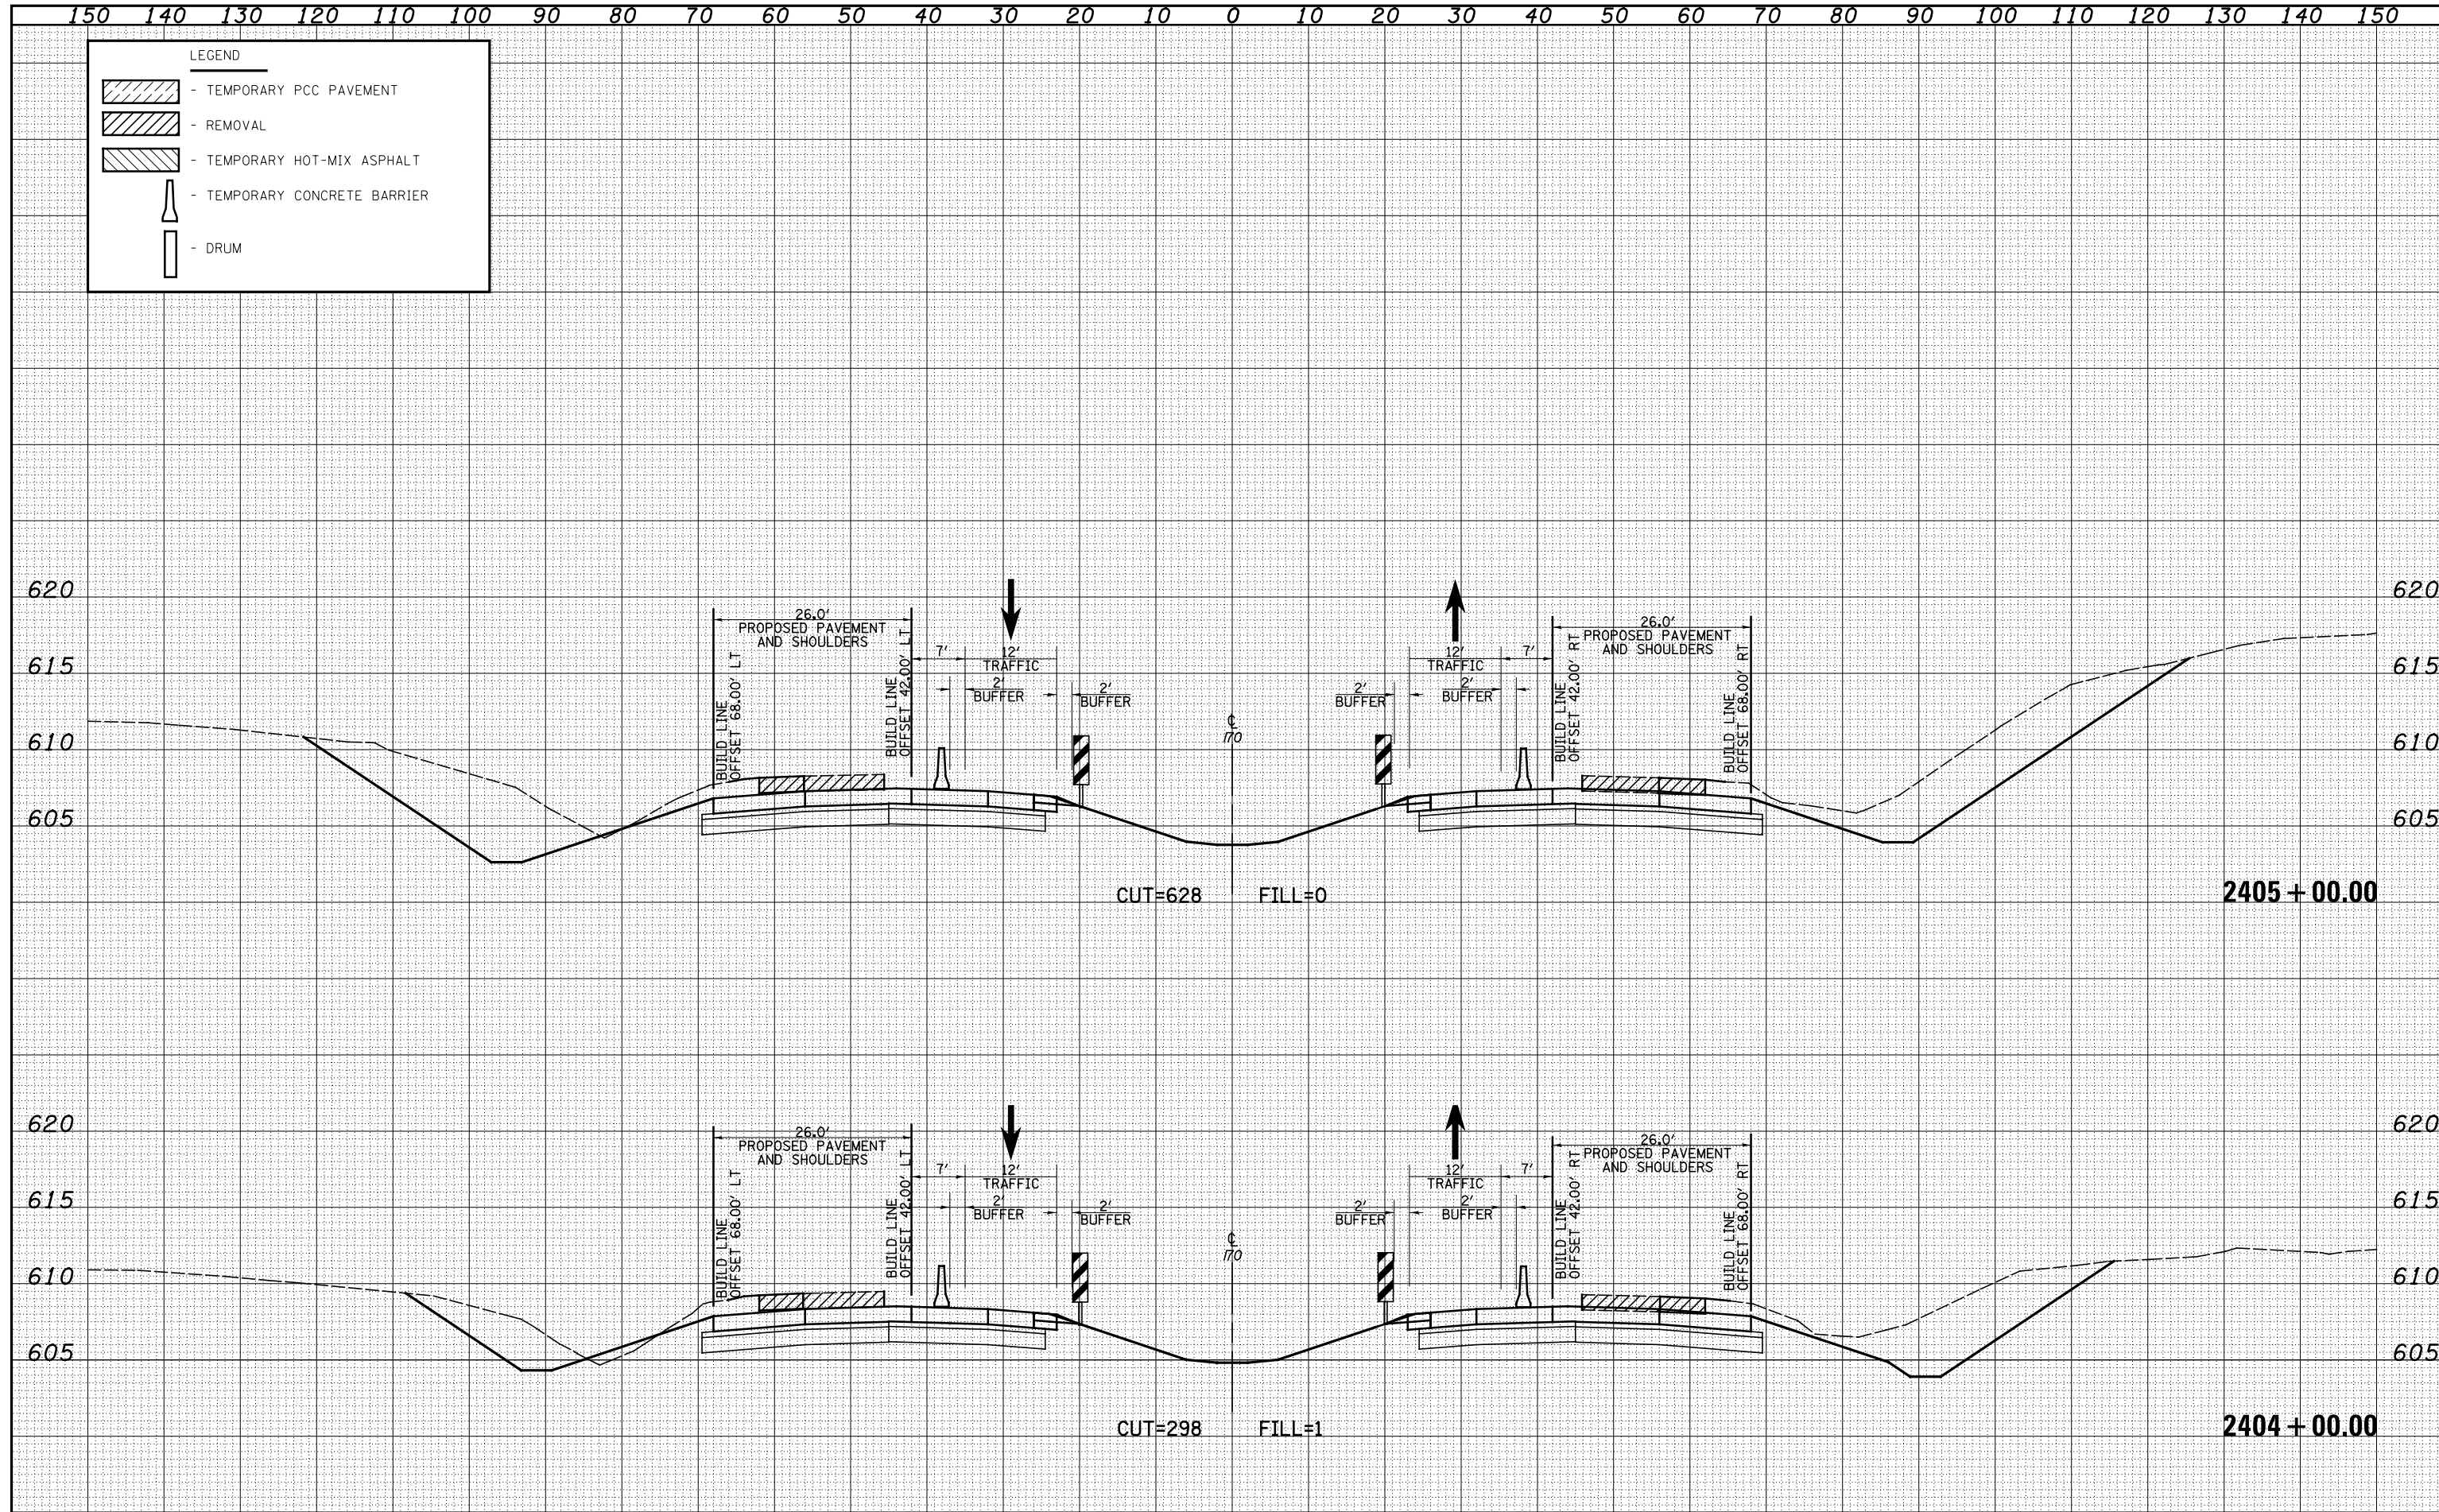 150 140 130 120 110 100 90 80 70 60 50 40 30 20 10 0 10 20 30 40 50 60 70 80 90 100 110 120 130 140 150
LEGEND
- TEMPORARY PCC PAVEMENT
- REMOVAL
- TEMPORARY HOT-MIX ASPHALT
- TEMPORARY CONCRETE BARRIER
- DRUM
620
615
610
605
26.0'
PROPOSED PAVEMENT
AND SHOULDERS
BUILD LINE
OFFSET 68.00' LT
BUILD LINE
OFFSET 42.00' LT
7'
12'
TRAFFIC
2'
BUFFER
2'
BUFFER
℄
I70
2'
BUFFER
12'
TRAFFIC
7'
2'
BUFFER
BUILD LINE
OFFSET 42.00' RT
26.0'
PROPOSED PAVEMENT
AND SHOULDERS
BUILD LINE
OFFSET 68.00' RT
620
615
610
605
CUT=628 FILL=0
2405+00.00
620
615
610
605
26.0'
PROPOSED PAVEMENT
AND SHOULDERS
BUILD LINE
OFFSET 68.00' LT
BUILD LINE
OFFSET 42.00' LT
7'
12'
TRAFFIC
2'
BUFFER
2'
BUFFER
℄
I70
2'
BUFFER
12'
TRAFFIC
7'
2'
BUFFER
BUILD LINE
OFFSET 42.00' RT
26.0'
PROPOSED PAVEMENT
AND SHOULDERS
BUILD LINE
OFFSET 68.00' RT
620
615
610
605
CUT=298 FILL=1
2404+00.00